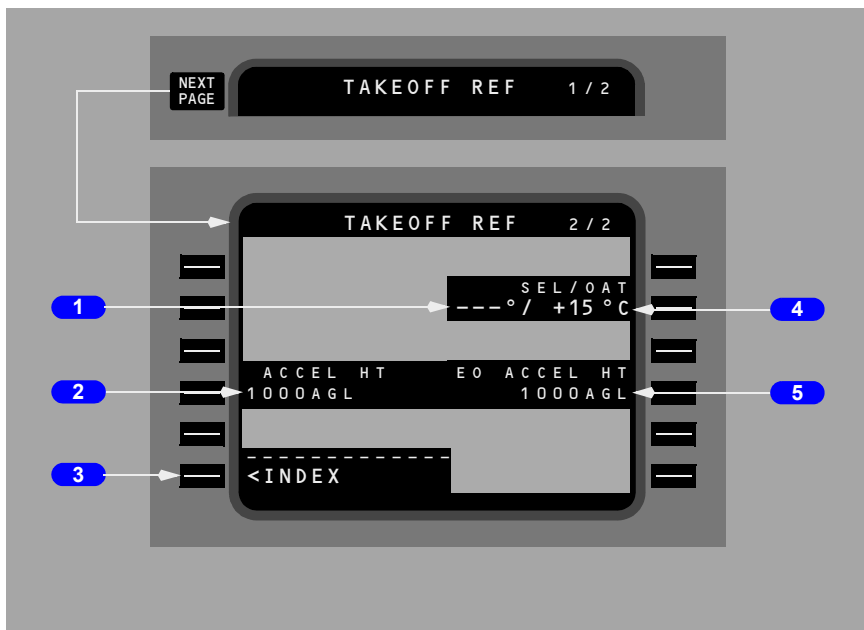 NEXT
PAGE
TAKEOFF REF 1/2
TAKEOFF REF 2/2
SEL/OAT
1
---°/ +15°C
4
ACCEL HT
EO ACCEL HT
2
1000AGL
1000AGL
5
-------------
3
<INDEX